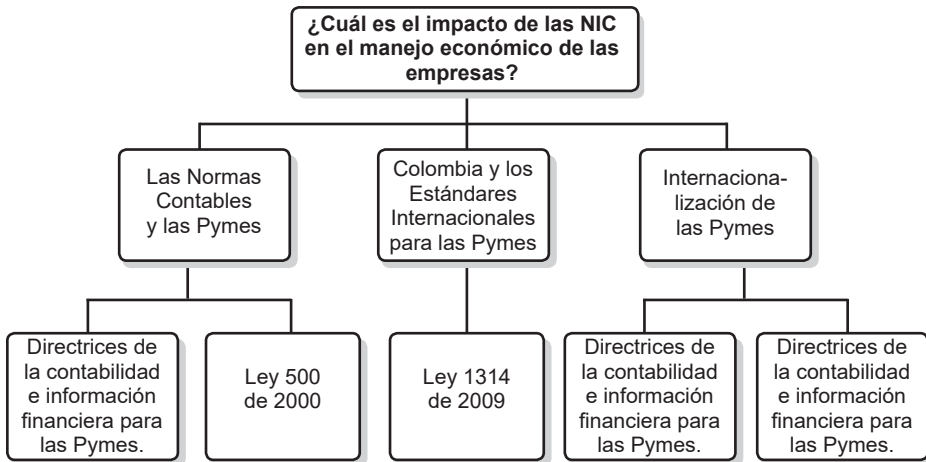 ¿Cuál es el impacto de las NIC
en el manejo económico de las
empresas?
Las Normas
Contables
y las Pymes
Colombia y los
Estándares
Internacionales
para las Pymes
Internaciona-
lización de
las Pymes
Directrices de
la contabilidad
e información
financiera para
las Pymes.
Ley 500
de 2000
Ley 1314
de 2009
Directrices de
la contabilidad
e información
financiera para
las Pymes.
Directrices de
la contabilidad
e información
financiera para
las Pymes.